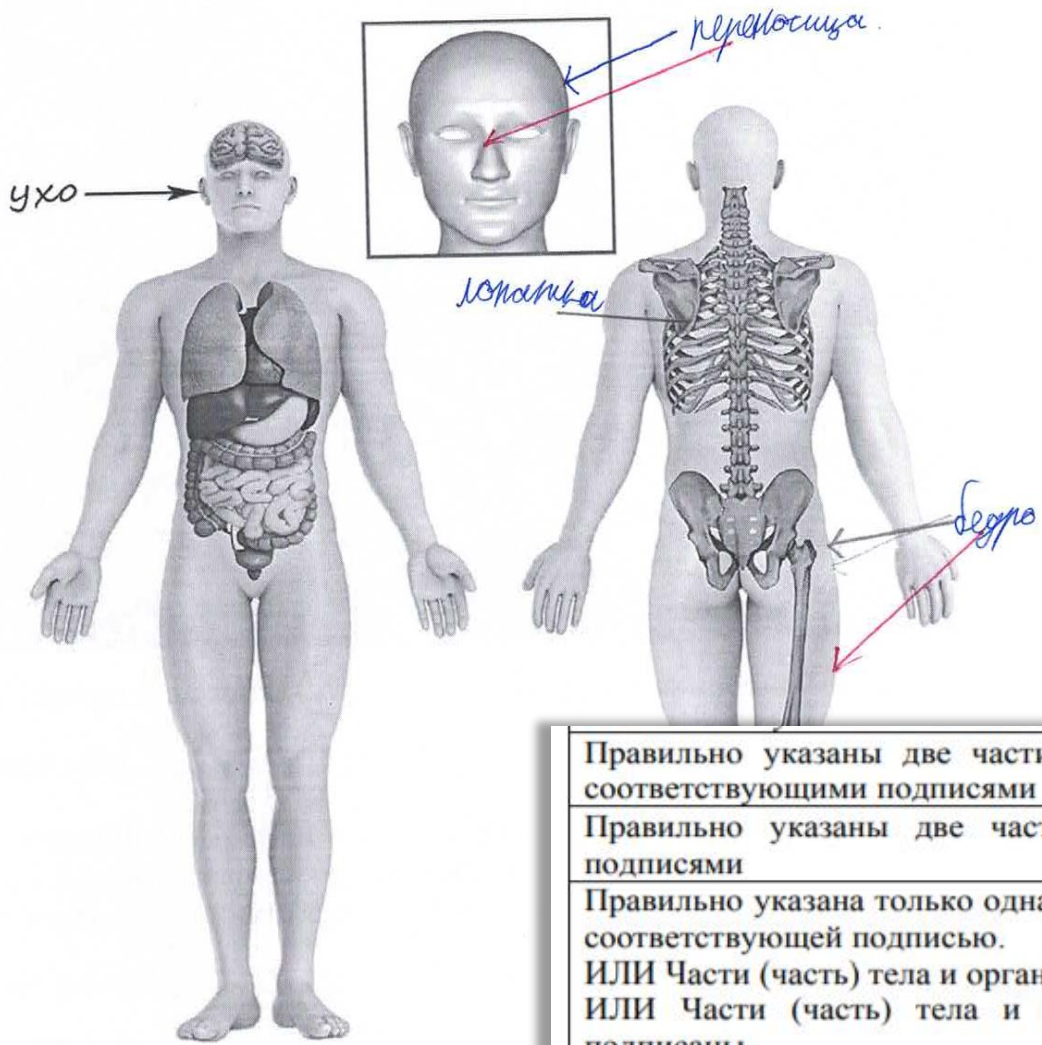 переносица.
ухо
лопатка
бедро
Правильно указаны две части
соответствующими подписями
Правильно указаны две част
подписями
Правильно указана только одна
соответствующей подписью.
ИЛИ Части (часть) тела и орган
ИЛИ Части (часть) тела и
подписаны